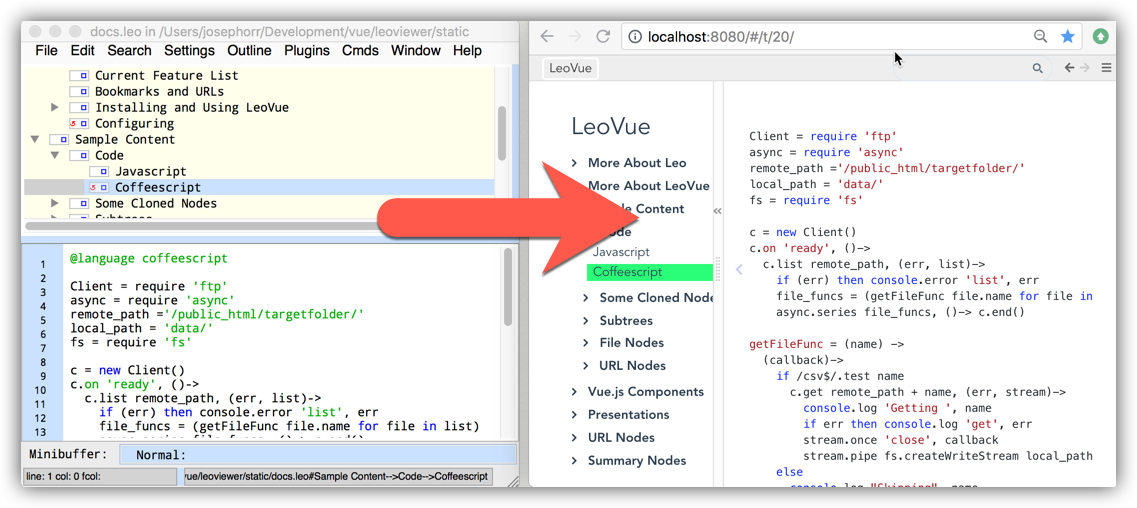 docs.leo in /Users/josephorr/Development/vue/leoviewer/static
File Edit Search Settings Outline Plugins Cmds Window Help
Current Feature List
Bookmarks and URLs
Installing and Using LeoVue
Configuring
Sample Content
Code
Javascript
Coffeescript
Some Cloned Nodes
Subtrees
1 @language coffeescript
2
3 Client = require 'ftp'
4 async = require 'async'
5 remote_path ='/public_html/targetfolder/'
6 local_path = 'data/'
7 fs = require 'fs'
8
9 c = new Client()
10 c.on 'ready', ()->
11 c.list remote_path, (err, list)->
12 if (err) then console.error 'list', err
13 file_funcs = (getFileFunc file.name for file in list)
async.series file_funcs, ()-> c.end()
Minibuffer: Normal:
line: 1 col: 0 fcol:
vue/leoviewer/static/docs.leo#Sample Content-->Code-->Coffeescript
localhost:8080/#/t/20/
LeoVue
LeoVue
More About Leo
More About LeoVue
Content
Javascript
Coffeescript
Some Cloned Node
Subtrees
File Nodes
URL Nodes
Vue.js Components
Presentations
URL Nodes
Summary Nodes
Client = require 'ftp'
async = require 'async'
remote_path ='/public_html/targetfolder/'
local_path = 'data/'
fs = require 'fs'
c = new Client()
c.on 'ready', ()->
c.list remote_path, (err, list)->
if (err) then console.error 'list', err
file_funcs = (getFileFunc file.name for file in
async.series file_funcs, ()-> c.end()
getFileFunc = (name) ->
(callback)->
if /csv$/.test name
c.get remote_path + name, (err, stream)->
console.log 'Getting ', name
if err then console.log 'get', err
stream.once 'close', callback
stream.pipe fs.createWriteStream local_path
else
console.log "Skipping", name